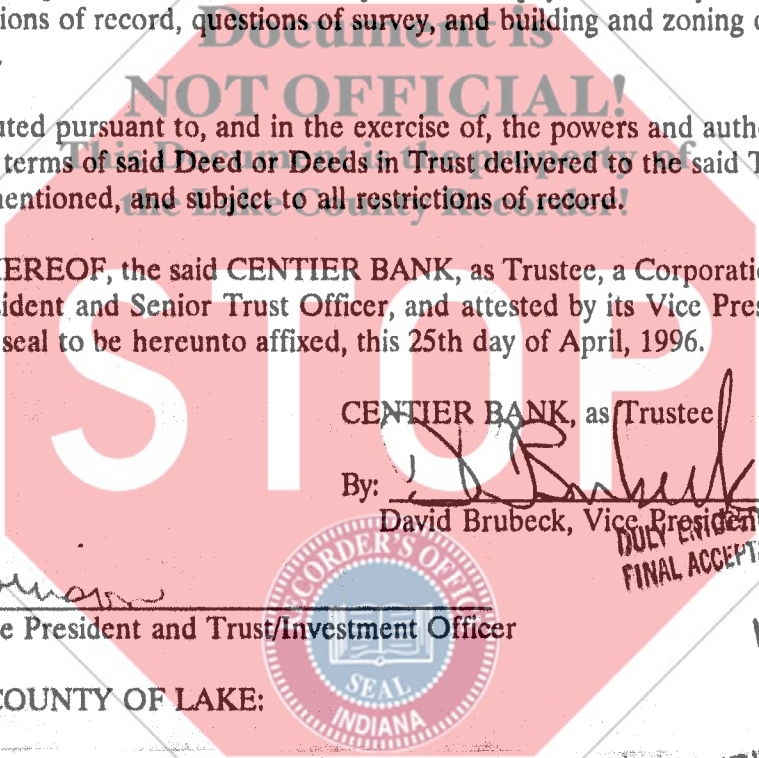 ions of record, questions of survey, and building and zoning
Document is
NOT OFFICIAL!
uted pursuant to, and in the exercise of, the powers and auth
This Document is the property of
terms of said Deed or Deeds in Trust delivered to the said T
the Lake County Recorder!
entioned, and subject to all restrictions of record.
EREOF, the said CENTIER BANK, as Trustee, a Corporati
ident and Senior Trust Officer, and attested by its Vice Pres
seal to be hereunto affixed, this 25th day of April, 1996.
STOP
CENTIER BANK, as Trustee
By:
David Brubeck, Vice Presiden
DULY ENTERED
FINAL ACCEPT
RECORDER'S OFFICE
e President and Trust/Investment Officer
SEAL
INDIANA
COUNTY OF LAKE: